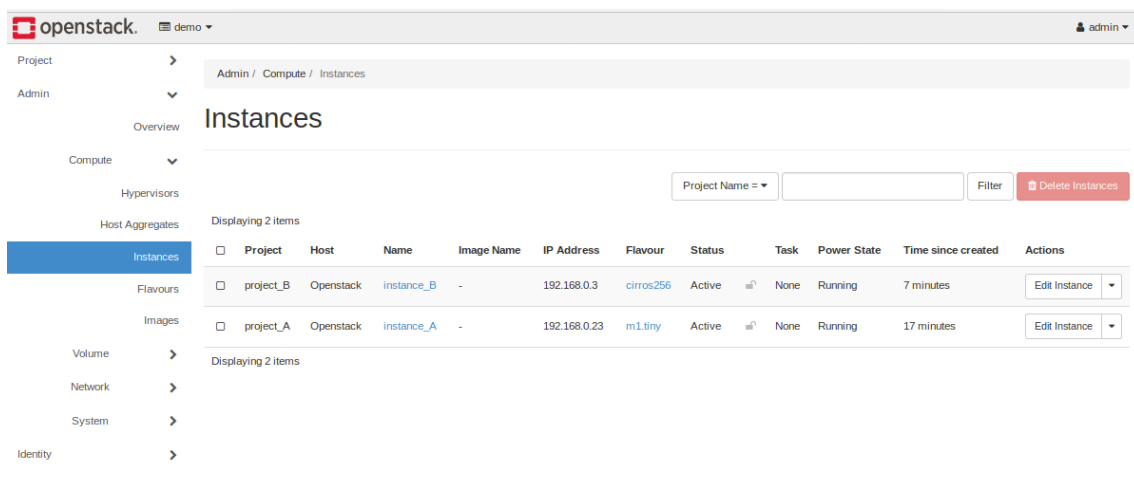 openstack. demo admin
Project
Admin / Compute / Instances
Admin
Instances
Overview
Compute
Project Name = Filter Delete Instances
Hypervisors
Host Aggregates
Displaying 2 items
Project Host Name Image Name IP Address Flavour Status Task Power State Time since created Actions
Instances
project_B Openstack instance_B - 192.168.0.3 cirros256 Active None Running 7 minutes Edit Instance
Flavours
Images
project_A Openstack instance_A - 192.168.0.23 m1.tiny Active None Running 17 minutes Edit Instance
Volume
Displaying 2 items
Network
System
Identity